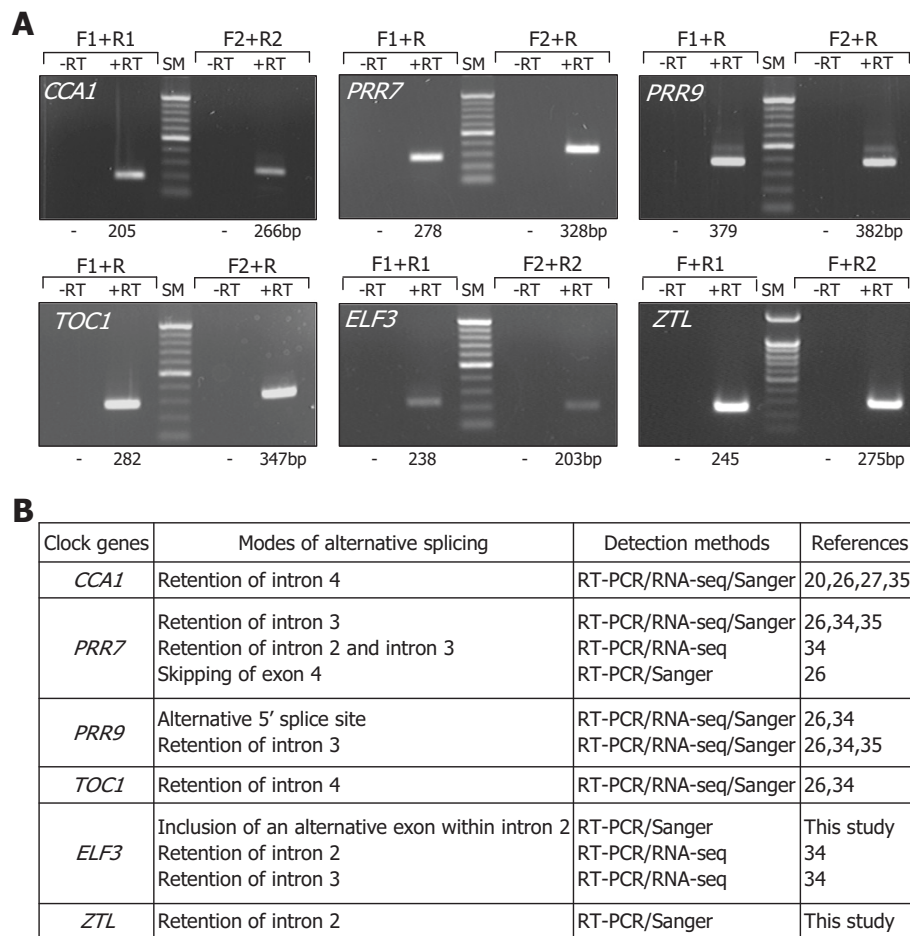 A
F1+R1 F2+R2 F1+R F2+R F1+R F2+R
-RT +RT SM -RT +RT -RT +RT SM -RT +RT -RT +RT SM -RT +RT
CCA1 PRR7 PRR9
- 205 - 266bp - 278 - 328bp - 379 - 382bp
F1+R F2+R F1+R1 F2+R2 F+R1 F+R2
-RT +RT SM -RT +RT -RT +RT SM -RT +RT -RT +RT SM -RT +RT
TOC1 ELF3 ZTL
- 282 - 347bp - 238 - 203bp - 245 - 275bp
B
Clock genes Modes of alternative splicing Detection methods References
CCA1 Retention of intron 4 RT-PCR/RNA-seq/Sanger 20,26,27,35
Retention of intron 3 RT-PCR/RNA-seq/Sanger 26,34,35
PRR7 Retention of intron 2 and intron 3 RT-PCR/RNA-seq 34
Skipping of exon 4 RT-PCR/Sanger 26
PRR9 Alternative 5′ splice site RT-PCR/RNA-seq/Sanger 26,34
Retention of intron 3 RT-PCR/RNA-seq/Sanger 26,34,35
TOC1 Retention of intron 4 RT-PCR/RNA-seq/Sanger 26,34
Inclusion of an alternative exon within intron 2 RT-PCR/Sanger This study
ELF3 Retention of intron 2 RT-PCR/RNA-seq 34
Retention of intron 3 RT-PCR/RNA-seq 34
ZTL Retention of intron 2 RT-PCR/Sanger This study